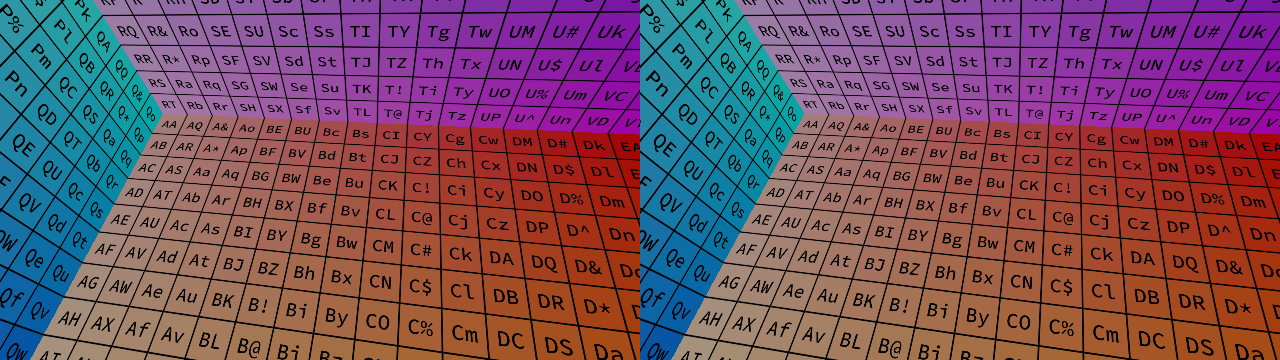 Pk QA QQ Q& Qo
Pl QB QR Q* Qp
P% Pm QC QS Qa Qq
Pn QD QT Qb Qr
QE QU Qc Qs
QV Qd Qt
QW Qe Qu
Qf Qv
Qw
RQ R& Ro SE SU Sc Ss TI TY Tg Tw UM U# Uk
RR R* Rp SF SV Sd St TJ TZ Th Tx UN U$ Ul
RS Ra Rq SG SW Se Su TK T! Ti Ty UO U% Um VC
RT Rb Rr SH SX Sf Sv TL T@ Tj Tz UP U^ Un VD
AA AQ A& Ao BE BU Bc Bs CI CY Cg Cw DM D# Dk EA
AB AR A* Ap BF BV Bd Bt CJ CZ Ch Cx DN D$ Dl
AC AS Aa Aq BG BW Be Bu CK C! Ci Cy DO D% Dm
AD AT Ab Ar BH BX Bf Bv CL C@ Cj Cz DP D^ Dn
AE AU Ac As BI BY Bg Bw CM C# Ck DA DQ D& Do
AF AV Ad At BJ BZ Bh Bx CN C$ Cl DB DR D*
AG AW Ae Au BK B! Bi By CO C% Cm DC DS Da
AH AX Af Av BL B@ Bj Bz
AI
Pk QA QQ Q& Qo
Pl QB QR Q* Qp
P% Pm QC QS Qa Qq
Pn QD QT Qb Qr
QE QU Qc Qs
QV Qd Qt
QW Qe Qu
Qf Qv
Qw
RQ R& Ro SE SU Sc Ss TI TY Tg Tw UM U# Uk
RR R* Rp SF SV Sd St TJ TZ Th Tx UN U$ Ul
RS Ra Rq SG SW Se Su TK T! Ti Ty UO U% Um VC
RT Rb Rr SH SX Sf Sv TL T@ Tj Tz UP U^ Un VD
AA AQ A& Ao BE BU Bc Bs CI CY Cg Cw DM D# Dk EA
AB AR A* Ap BF BV Bd Bt CJ CZ Ch Cx DN D$ Dl
AC AS Aa Aq BG BW Be Bu CK C! Ci Cy DO D% Dm
AD AT Ab Ar BH BX Bf Bv CL C@ Cj Cz DP D^ Dn
AE AU Ac As BI BY Bg Bw CM C# Ck DA DQ D& Do
AF AV Ad At BJ BZ Bh Bx CN C$ Cl DB DR D*
AG AW Ae Au BK B! Bi By CO C% Cm DC DS Da
AH AX Af Av BL B@ Bj Bz
AI